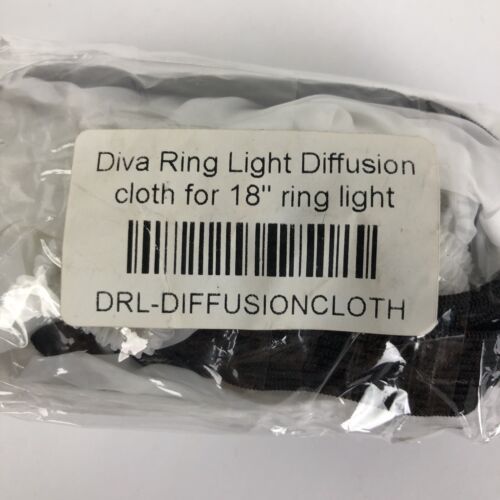 Diva Ring Light Diffusion
cloth for 18" ring light
DRL-DIFFUSIONCLOTH